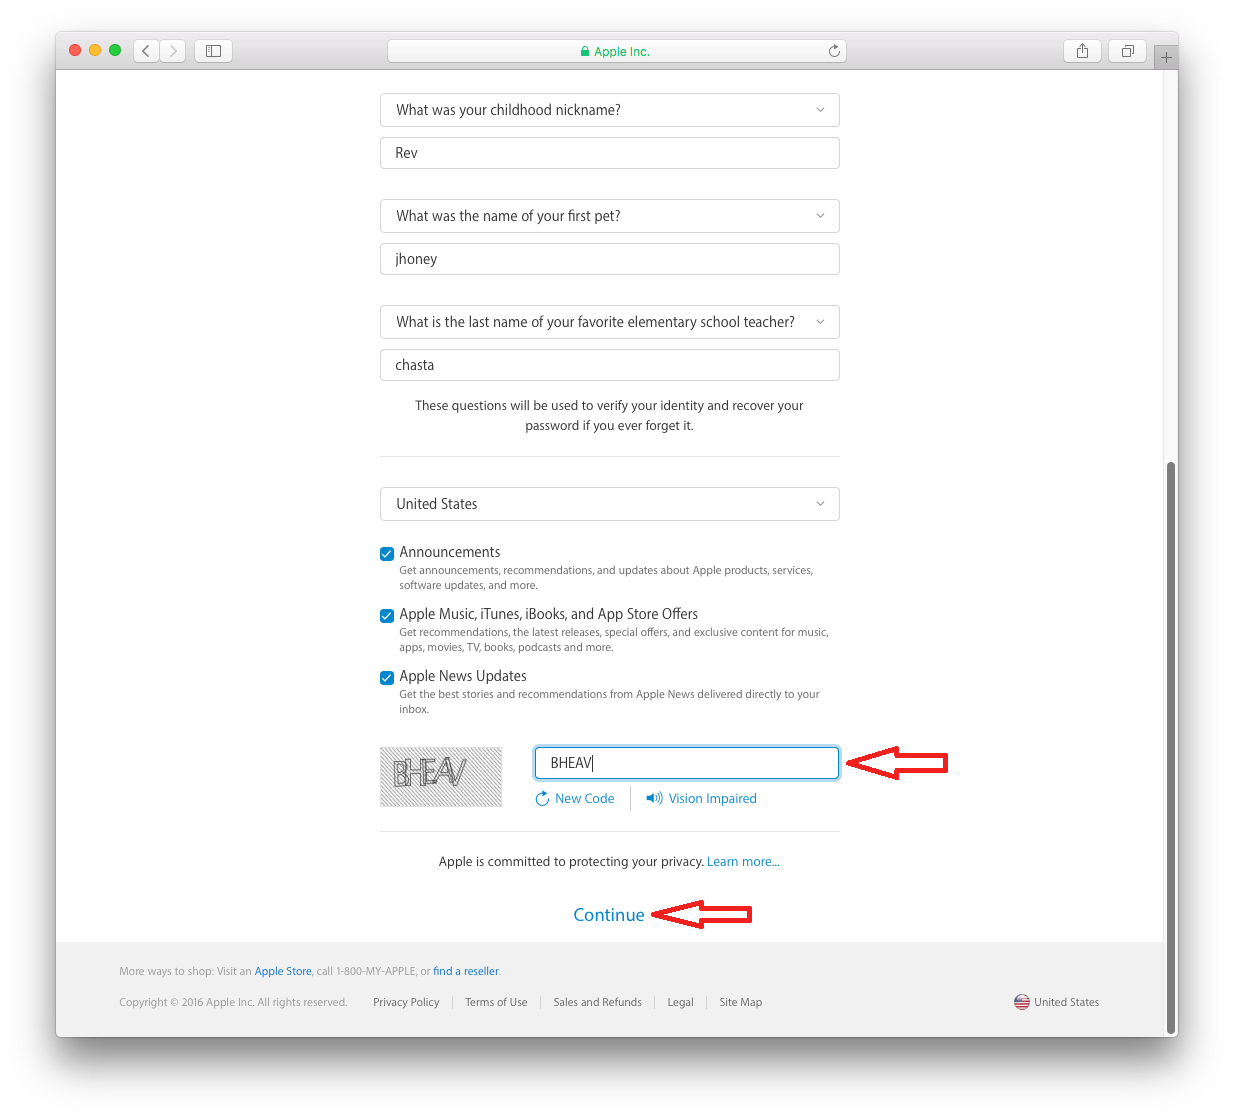 Apple Inc.
What was your childhood nickname?
Rev
What was the name of your first pet?
jhoney
What is the last name of your favorite elementary school teacher?
chasta
These questions will be used to verify your identity and recover your
password if you ever forget it.
United States
Announcements
Get announcements, recommendations, and updates about Apple products, services,
software updates, and more.
Apple Music, iTunes, iBooks, and App Store Offers
Get recommendations, the latest releases, special offers, and exclusive content for music,
apps, movies, TV, books, podcasts and more.
Apple News Updates
Get the best stories and recommendations from Apple News delivered directly to your
inbox.
BHEAV BHEAV
New Code Vision Impaired
Apple is committed to protecting your privacy. Learn more...
Continue
More ways to shop: Visit an Apple Store, call 1-800-MY-APPLE, or find a reseller.
Copyright © 2016 Apple Inc. All rights reserved. Privacy Policy Terms of Use Sales and Refunds Legal Site Map United States